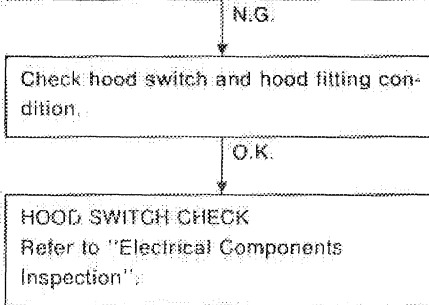 N.G.
Check hood switch and hood fitting con-
dition.
O.K.
HOOD SWITCH CHECK
Refer to "Electrical Components
Inspection".